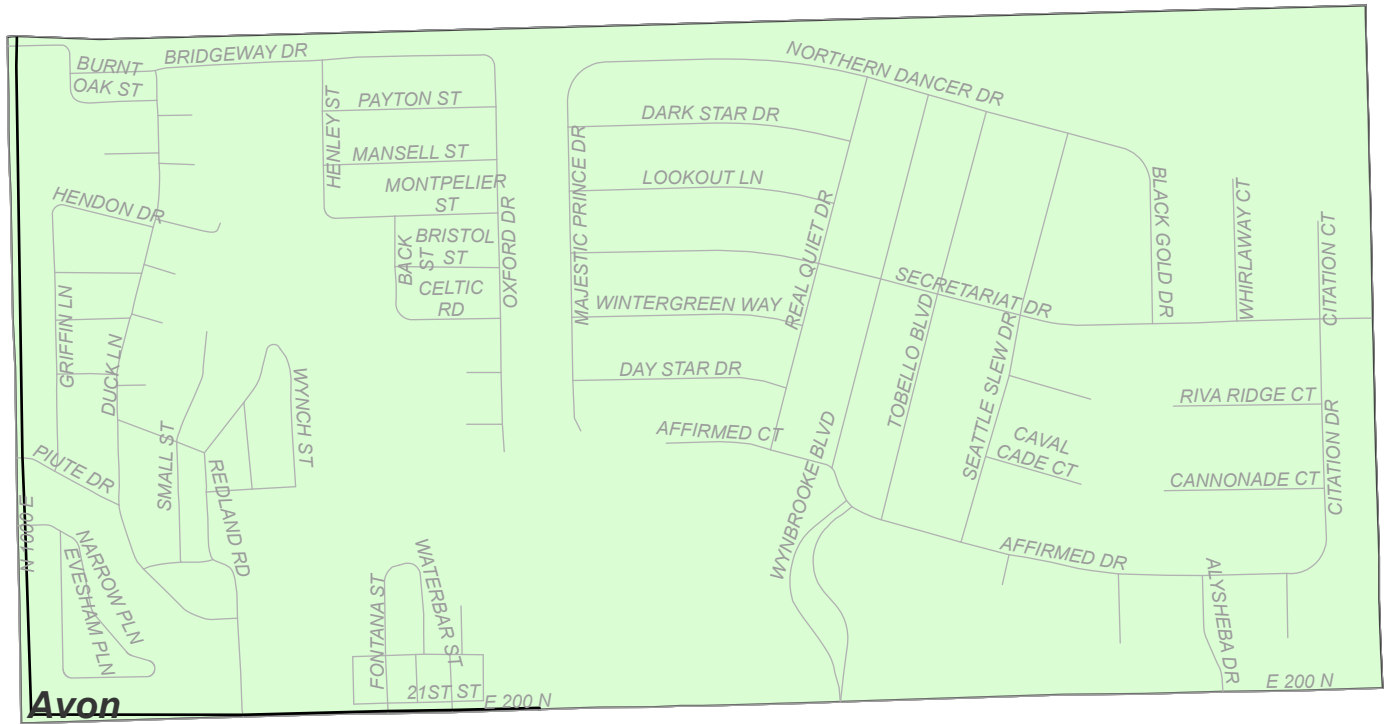 BRIDGEWAY DR
BURNT
OAK ST
HENLEY ST
PAYTON ST
MANSELL ST
MONTPELIER
ST
BACK
ST
BRISTOL
ST
CELTIC
RD
OXFORD DR
HENDON DR
GRIFFIN LN
DUCK LN
PIUTE DR
SMALL ST
REDLAND RD
WYNCH ST
N 1000 E
NARROW PLN
EVESHAM PLN
FONTANA ST
WATERBAR ST
21ST ST
E 200 N
Avon
NORTHERN DANCER DR
DARK STAR DR
MAJESTIC PRINCE DR
LOOKOUT LN
REAL QUIET DR
WINTERGREEN WAY
DAY STAR DR
AFFIRMED CT
SECRETARIAT DR
TOBELLO BLVD
SEATTLE SLEW DR
WYNBROOKE BLVD
CAVAL
CADE CT
BLACK GOLD DR
WHIRLAWAY CT
CITATION CT
RIVA RIDGE CT
CITATION DR
CANNONADE CT
AFFIRMED DR
ALYSHEBA DR
E 200 N